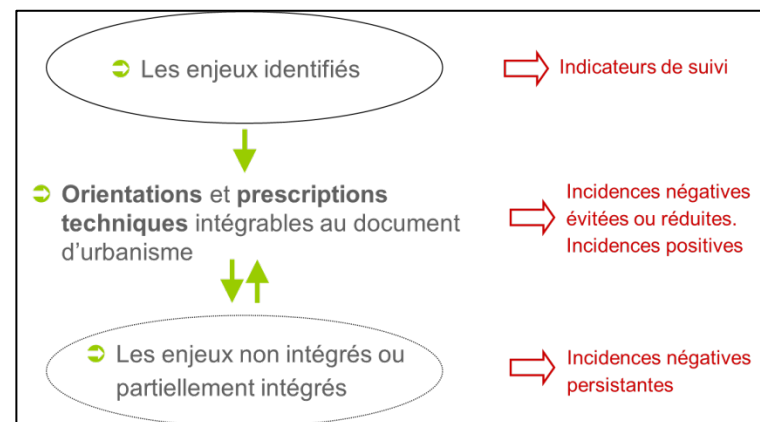 Les enjeux identifiés
Indicateurs de suivi
Orientations et prescriptions
techniques intégrables au document
d'urbanisme
Incidences négatives
évitées ou réduites.
Incidences positives
Les enjeux non intégrés ou
partiellement intégrés
Incidences négatives
persistantes